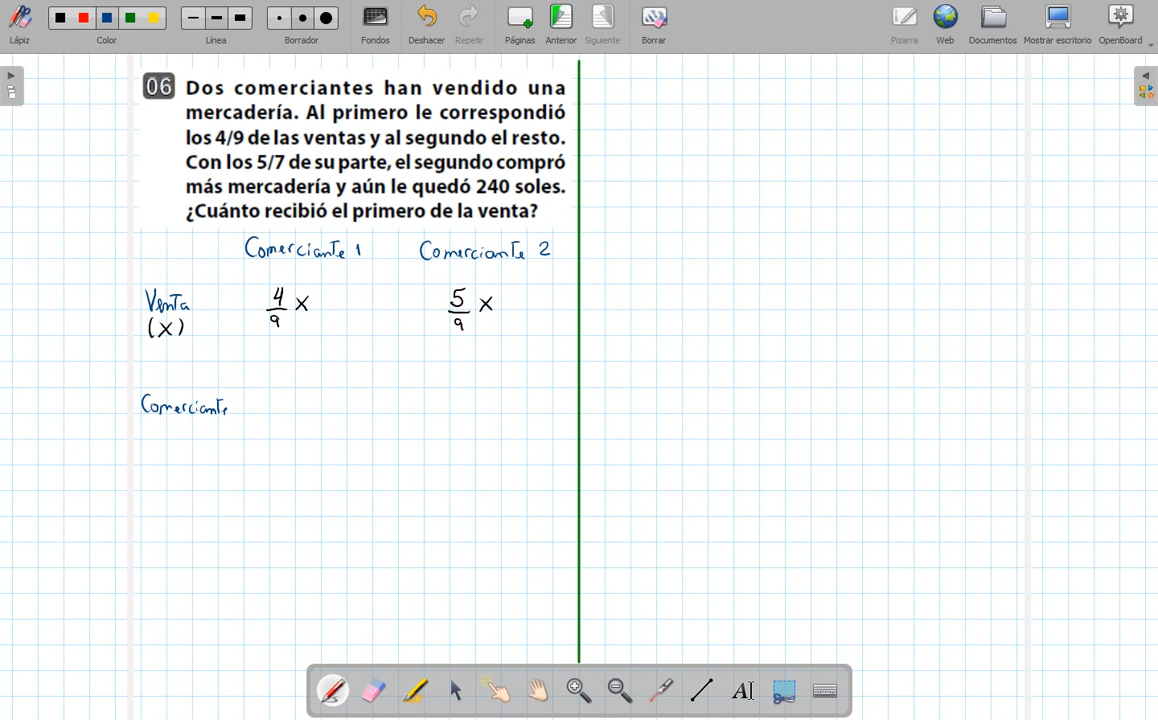 Lápiz Color Línea Borrador Fondos Deshacer Repetir Páginas Anterior Siguiente Borrar Pizarra Web Documentos Mostrar escritorio OpenBoard
06 Dos comerciantes han vendido una
mercadería. Al primero le correspondió
los 4/9 de las ventas y al segundo el resto.
Con los 5/7 de su parte, el segundo compró
más mercadería y aún le quedó 240 soles.
¿Cuánto recibió el primero de la venta?
Comerciante 1 Comerciante 2
Venta 4/9 x 5/9 x
(x)
Comerciante